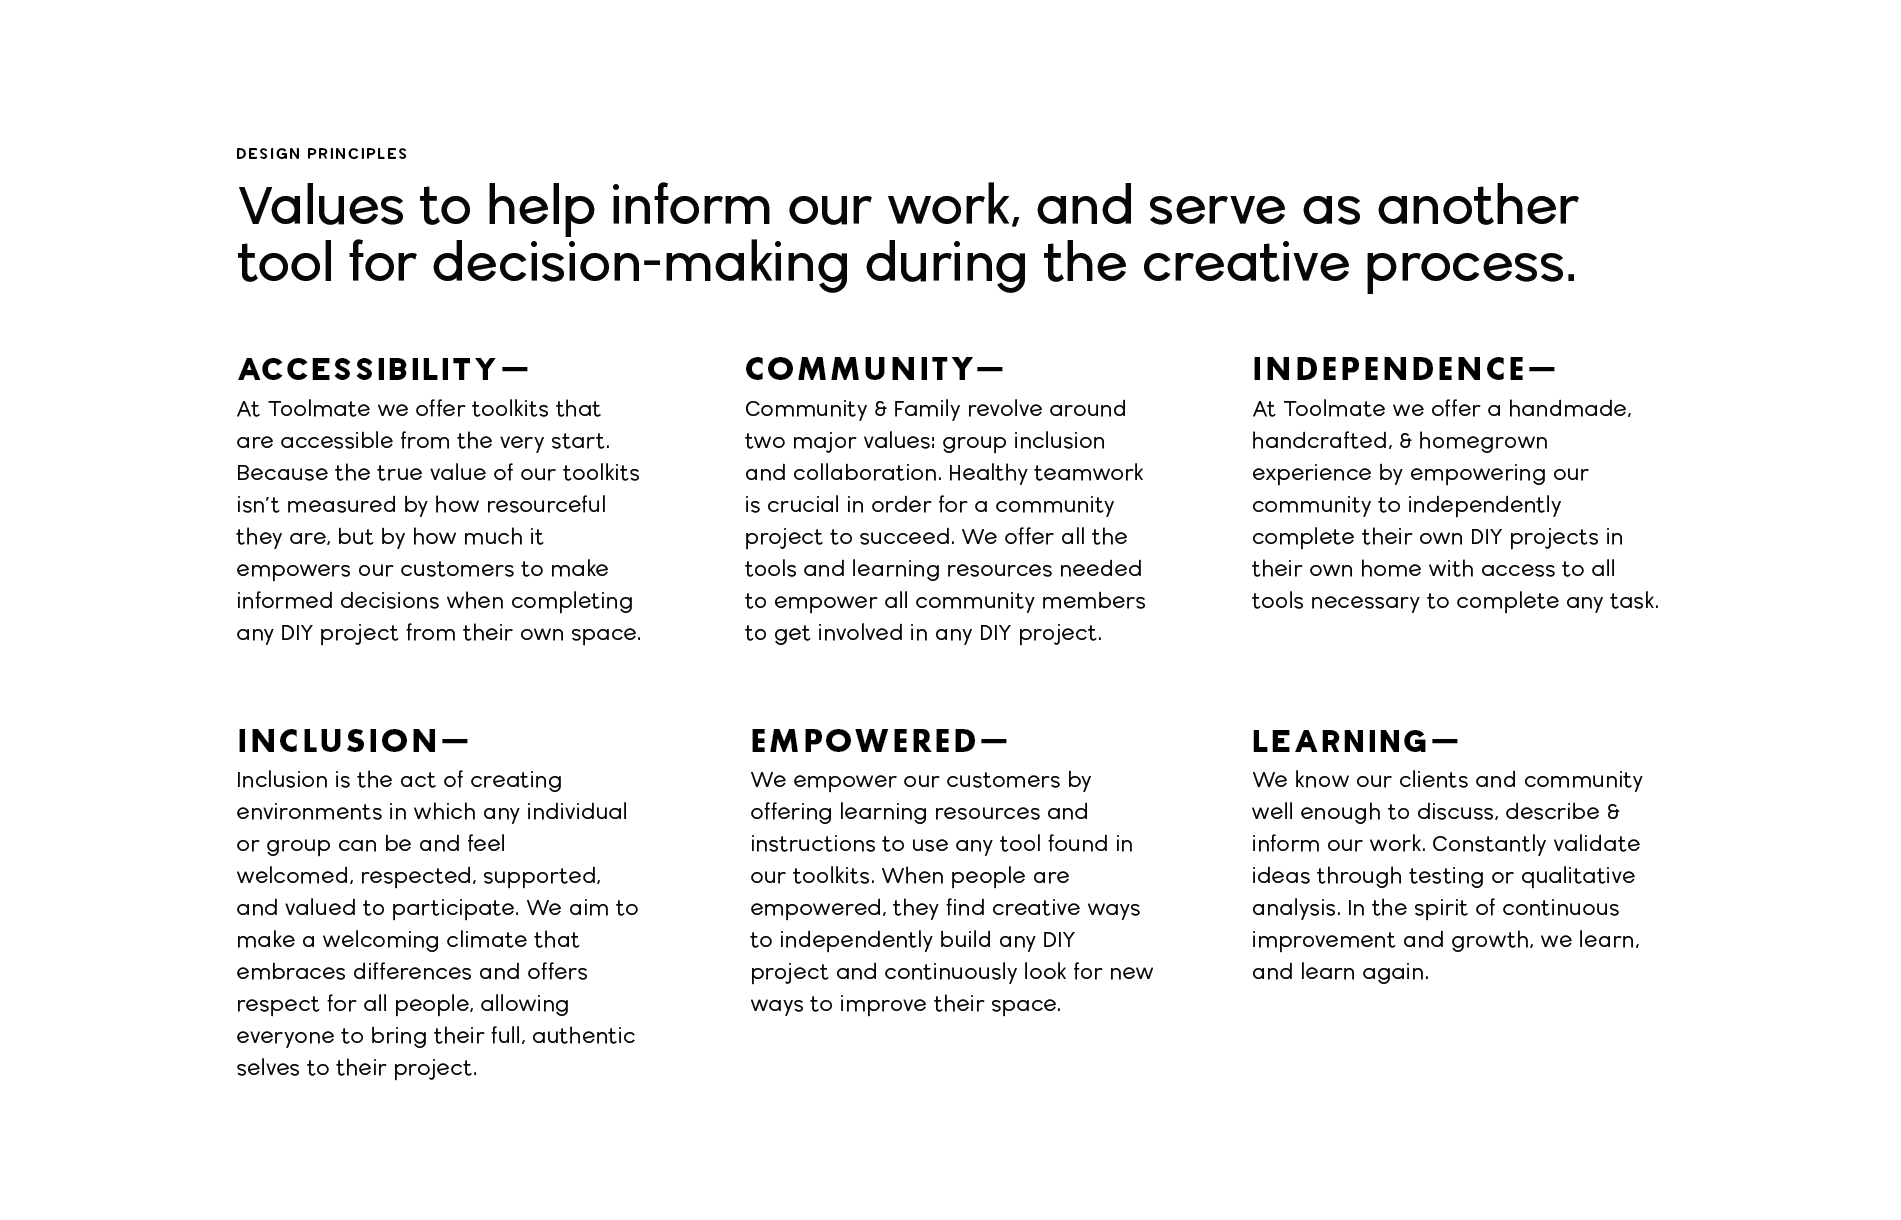 DESIGN PRINCIPLES
Values to help inform our work, and serve as another
tool for decision-making during the creative process.
ACCESSIBILITY—
At Toolmate we offer toolkits that
are accessible from the very start.
Because the true value of our toolkits
isn’t measured by how resourceful
they are, but by how much it
empowers our customers to make
informed decisions when completing
any DIY project from their own space.
COMMUNITY—
Community & Family revolve around
two major values: group inclusion
and collaboration. Healthy teamwork
is crucial in order for a community
project to succeed. We offer all the
tools and learning resources needed
to empower all community members
to get involved in any DIY project.
INDEPENDENCE—
At Toolmate we offer a handmade,
handcrafted, & homegrown
experience by empowering our
community to independently
complete their own DIY projects in
their own home with access to all
tools necessary to complete any task.
INCLUSION—
Inclusion is the act of creating
environments in which any individual
or group can be and feel
welcomed, respected, supported,
and valued to participate. We aim to
make a welcoming climate that
embraces differences and offers
respect for all people, allowing
everyone to bring their full, authentic
selves to their project.
EMPOWERED—
We empower our customers by
offering learning resources and
instructions to use any tool found in
our toolkits. When people are
empowered, they find creative ways
to independently build any DIY
project and continuously look for new
ways to improve their space.
LEARNING—
We know our clients and community
well enough to discuss, describe &
inform our work. Constantly validate
ideas through testing or qualitative
analysis. In the spirit of continuous
improvement and growth, we learn,
and learn again.